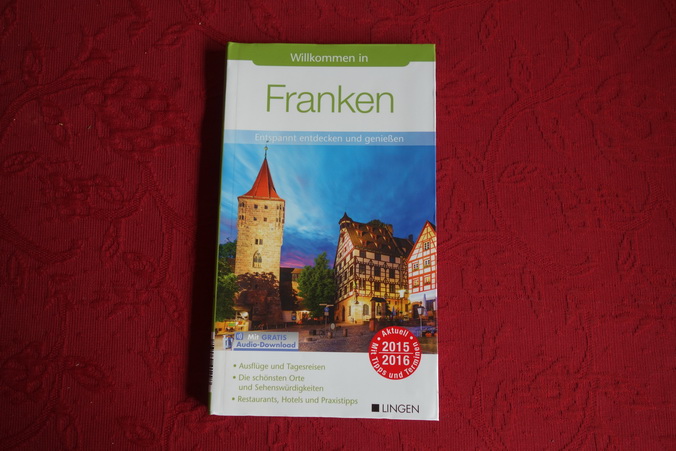 Willkommen in
Franken
Entspannt entdecken und genießen
Mit GRATIS
Audio-Download
• Aktuell •
2015
2016
Mit Tipps und Terminen
• Ausflüge und Tagesreisen
• Die schönsten Orte
und Sehenswürdigkeiten
• Restaurants, Hotels und Praxistipps
LINGEN